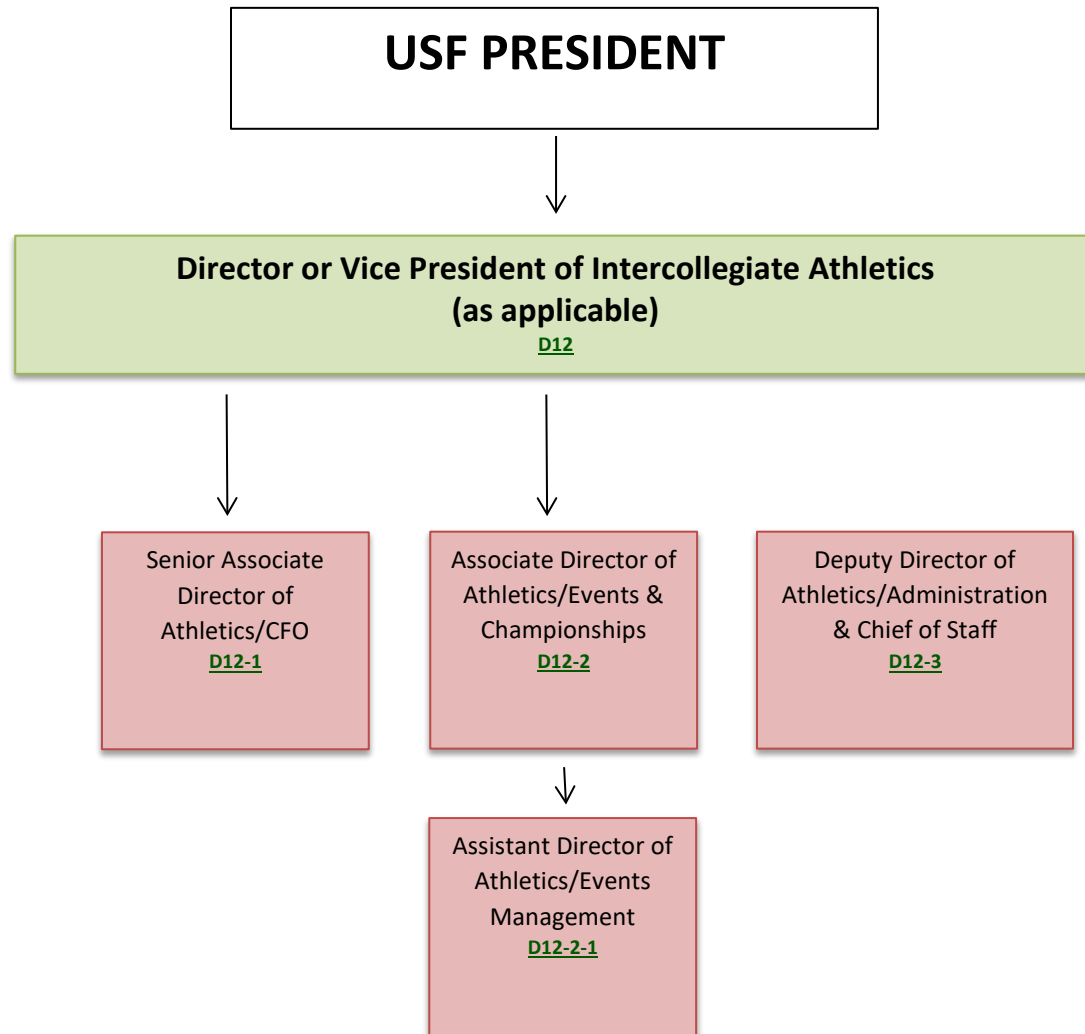 USF PRESIDENT
Director or Vice President of Intercollegiate Athletics
(as applicable)
D12
Senior Associate
Director of
Athletics/CFO
D12-1
Associate Director of
Athletics/Events &
Championships
D12-2
Deputy Director of
Athletics/Administration
& Chief of Staff
D12-3
Assistant Director of
Athletics/Events
Management
D12-2-1